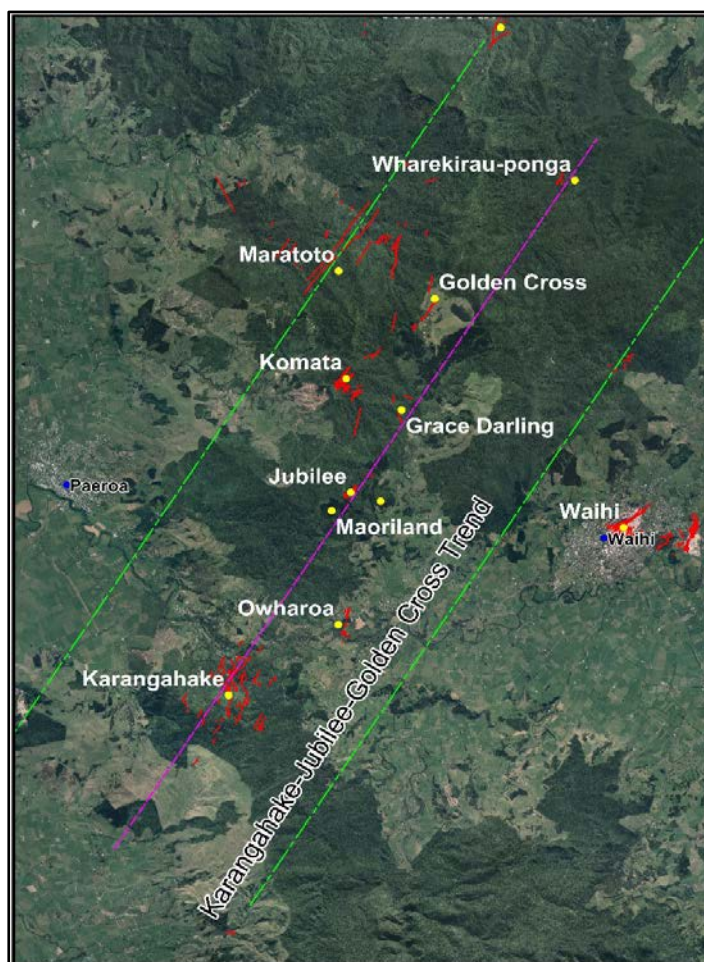 Wharekirau-ponga
Maratoto
Golden Cross
Komata
Grace Darling
Jubilee
Paeroa
Maoriland
Waihi
Waihi
Owharoa
Karangahake
Karangahake-Jubilee-Golden Cross Trend